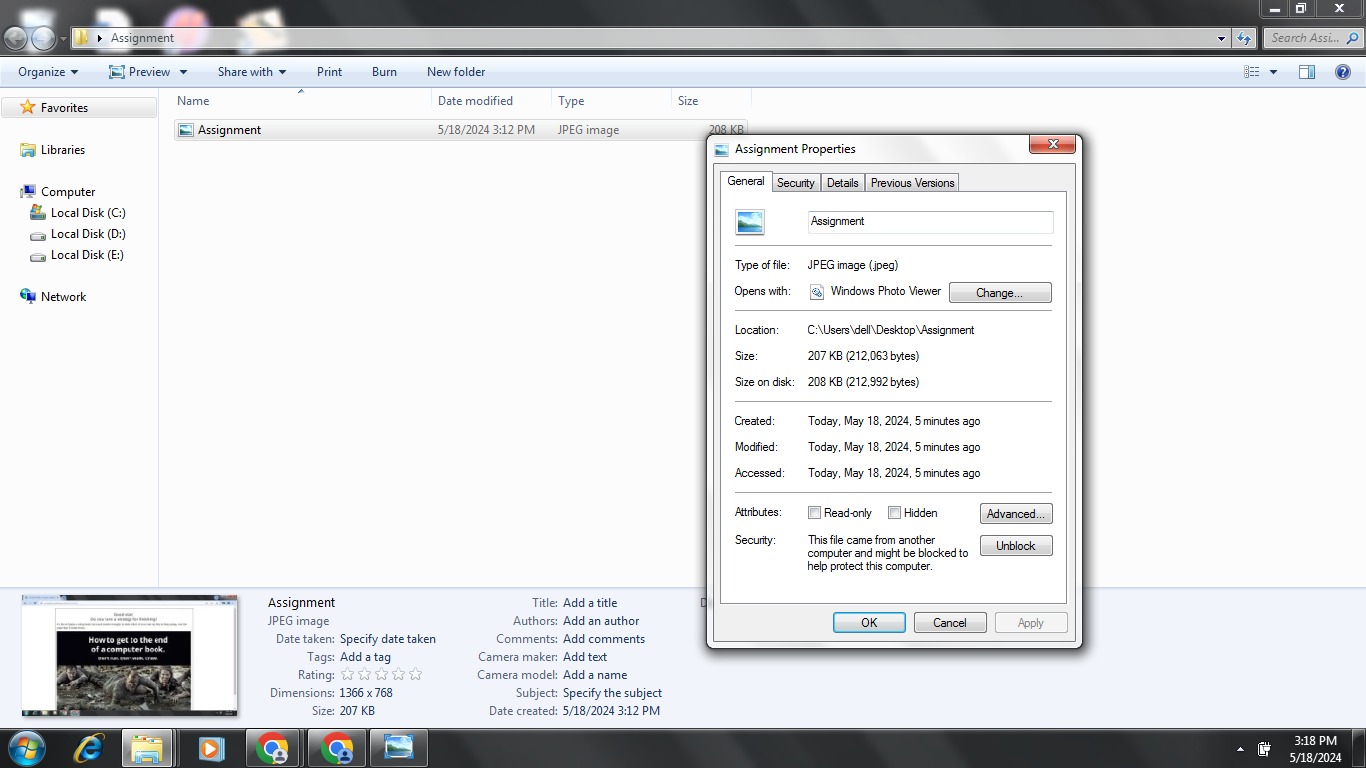 Assignment
Search Assi...
Organize Preview Share with Print Burn New folder
Favorites
Libraries
Computer
Local Disk (C:)
Local Disk (D:)
Local Disk (E:)
Network
Name Date modified Type Size
Assignment 5/18/2024 3:12 PM JPEG image 208 KB
Assignment Properties
General Security Details Previous Versions
Assignment
Type of file: JPEG image (.jpeg)
Opens with: Windows Photo Viewer Change...
Location: C:\Users\dell\Desktop\Assignment
Size: 207 KB (212,063 bytes)
Size on disk: 208 KB (212,992 bytes)
Created: Today, May 18, 2024, 5 minutes ago
Modified: Today, May 18, 2024, 5 minutes ago
Accessed: Today, May 18, 2024, 5 minutes ago
Attributes: Read-only Hidden Advanced...
Security: This file came from another
computer and might be blocked to
help protect this computer.
Unblock
OK Cancel Apply
How to get to the end
of a computer book.
Don't run. Don't walk. Crawl.
Assignment
JPEG image
Date taken: Specify date taken
Tags: Add a tag
Rating:
Dimensions: 1366 x 768
Size: 207 KB
Title: Add a title
Authors: Add an author
Comments: Add comments
Camera maker: Add text
Camera model: Add a name
Subject: Specify the subject
Date created: 5/18/2024 3:12 PM
3:18 PM
5/18/2024